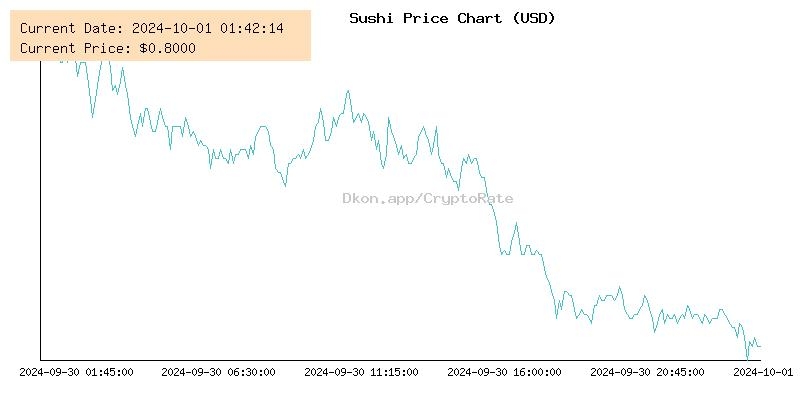 Sushi Price Chart (USD)
Current Date: 2024-10-01 01:42:14
Current Price: $0.8000
Dkon.app/CryptoRate
2024-09-30 01:45:00
2024-09-30 06:30:00
2024-09-30 11:15:00
2024-09-30 16:00:00
2024-09-30 20:45:00
2024-10-01